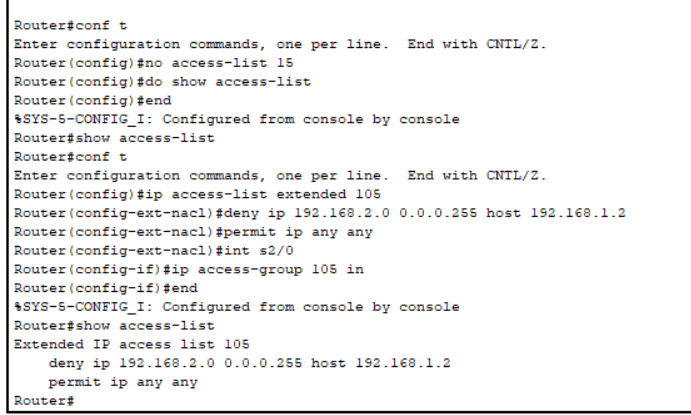 Router#conf t
Enter configuration commands, one per line.  End with CNTL/Z.
Router(config)#no access-list 15
Router(config)#do show access-list
Router(config)#end
%SYS-5-CONFIG_I: Configured from console by console
Router#show access-list
Router#conf t
Enter configuration commands, one per line.  End with CNTL/Z.
Router(config)#ip access-list extended 105
Router(config-ext-nacl)#deny ip 192.168.2.0 0.0.0.255 host 192.168.1.2
Router(config-ext-nacl)#permit ip any any
Router(config-ext-nacl)#int s2/0
Router(config-if)#ip access-group 105 in
Router(config-if)#end
%SYS-5-CONFIG_I: Configured from console by console
Router#show access-list
Extended IP access list 105
    deny ip 192.168.2.0 0.0.0.255 host 192.168.1.2
    permit ip any any
Router#